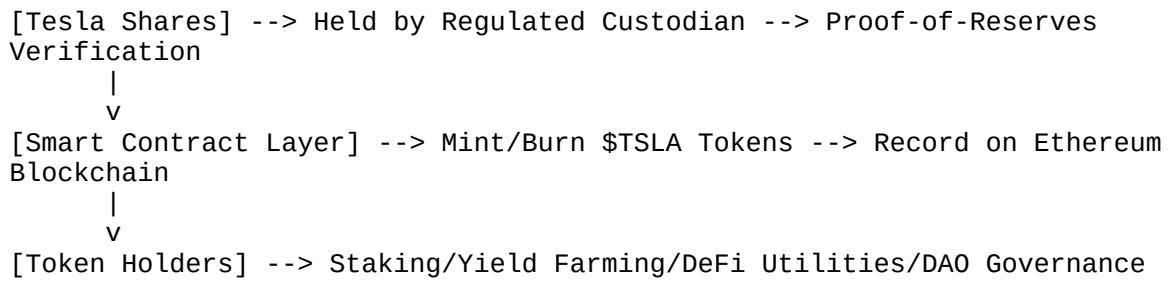 [Tesla Shares] --> Held by Regulated Custodian --> Proof-of-Reserves
Verification
|
v
[Smart Contract Layer] --> Mint/Burn $TSLA Tokens --> Record on Ethereum
Blockchain
|
v
[Token Holders] --> Staking/Yield Farming/DeFi Utilities/DAO Governance